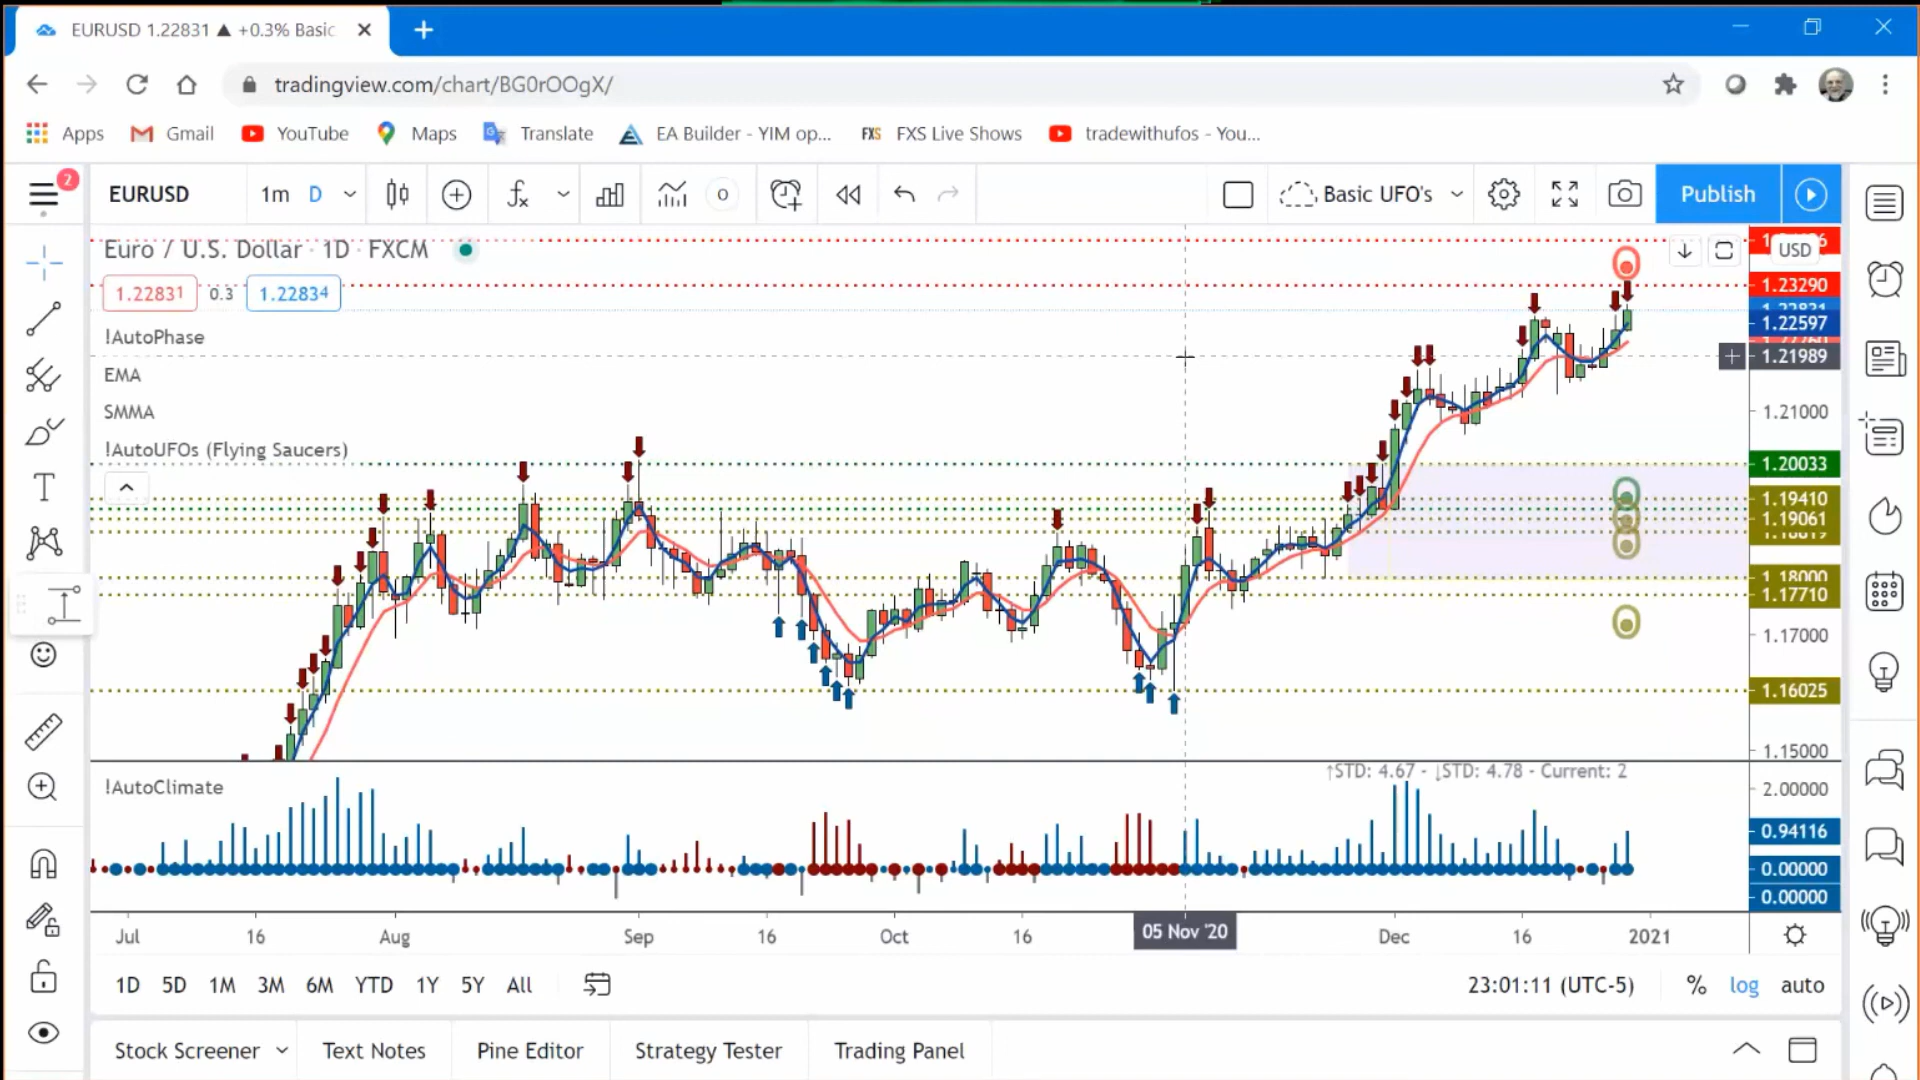 EURUSD 1.22831 ▲ +0.3% Basic
tradingview.com/chart/BG0rOOgX/
Apps Gmail YouTube Maps Translate EA Builder - YIM op... FXS FXS Live Shows tradewithufos - You...
2
EURUSD 1m D Basic UFO's Publish
Euro / U.S. Dollar · 1D · FXCM
USD
1.22831 0.3 1.22834
1.23290
1.22831
1.22597
!AutoPhase
1.21989
EMA
SMMA
1.21000
!AutoUFOs (Flying Saucers)
1.20033
1.19410
1.19061
1.18000
1.17710
1.17000
1.16025
1.15000
↑STD: 4.67 - ↓STD: 4.78 - Current: 2
!AutoClimate
2.00000
0.94116
0.00000
0.00000
Jul 16 Aug Sep 16 Oct 16 05 Nov '20 Dec 16 2021
1D 5D 1M 3M 6M YTD 1Y 5Y All 23:01:11 (UTC-5) % log auto
Stock Screener Text Notes Pine Editor Strategy Tester Trading Panel